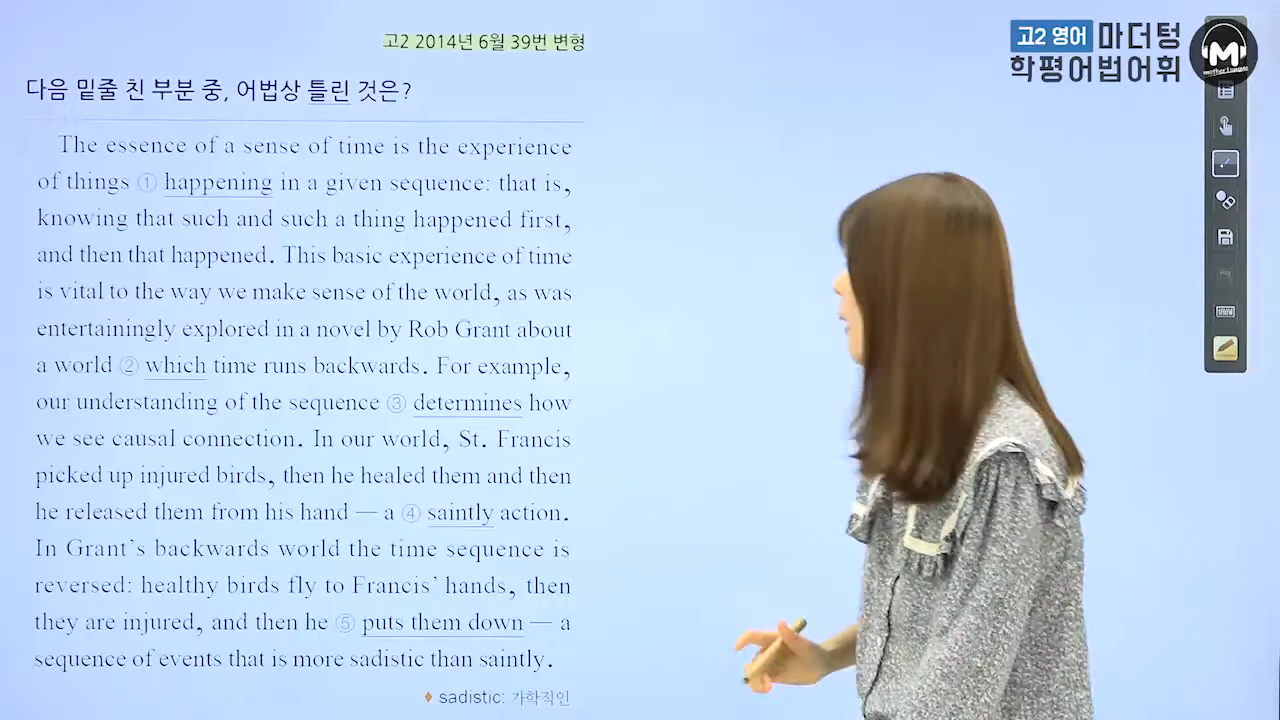 고2 2014년 6월 39번 변형
고2 영어 마더텅
학평어법어휘
M
mother tongue
다음 밑줄 친 부분 중, 어법상 틀린 것은?
The essence of a sense of time is the experience
of things ① happening in a given sequence: that is,
knowing that such and such a thing happened first,
and then that happened. This basic experience of time
is vital to the way we make sense of the world, as was
entertainingly explored in a novel by Rob Grant about
a world ② which time runs backwards. For example,
our understanding of the sequence ③ determines how
we see causal connection. In our world, St. Francis
picked up injured birds, then he healed them and then
he released them from his hand — a ④ saintly action.
In Grant's backwards world the time sequence is
reversed: healthy birds fly to Francis' hands, then
they are injured, and then he ⑤ puts them down — a
sequence of events that is more sadistic than saintly.
♦ sadistic: 가학적인